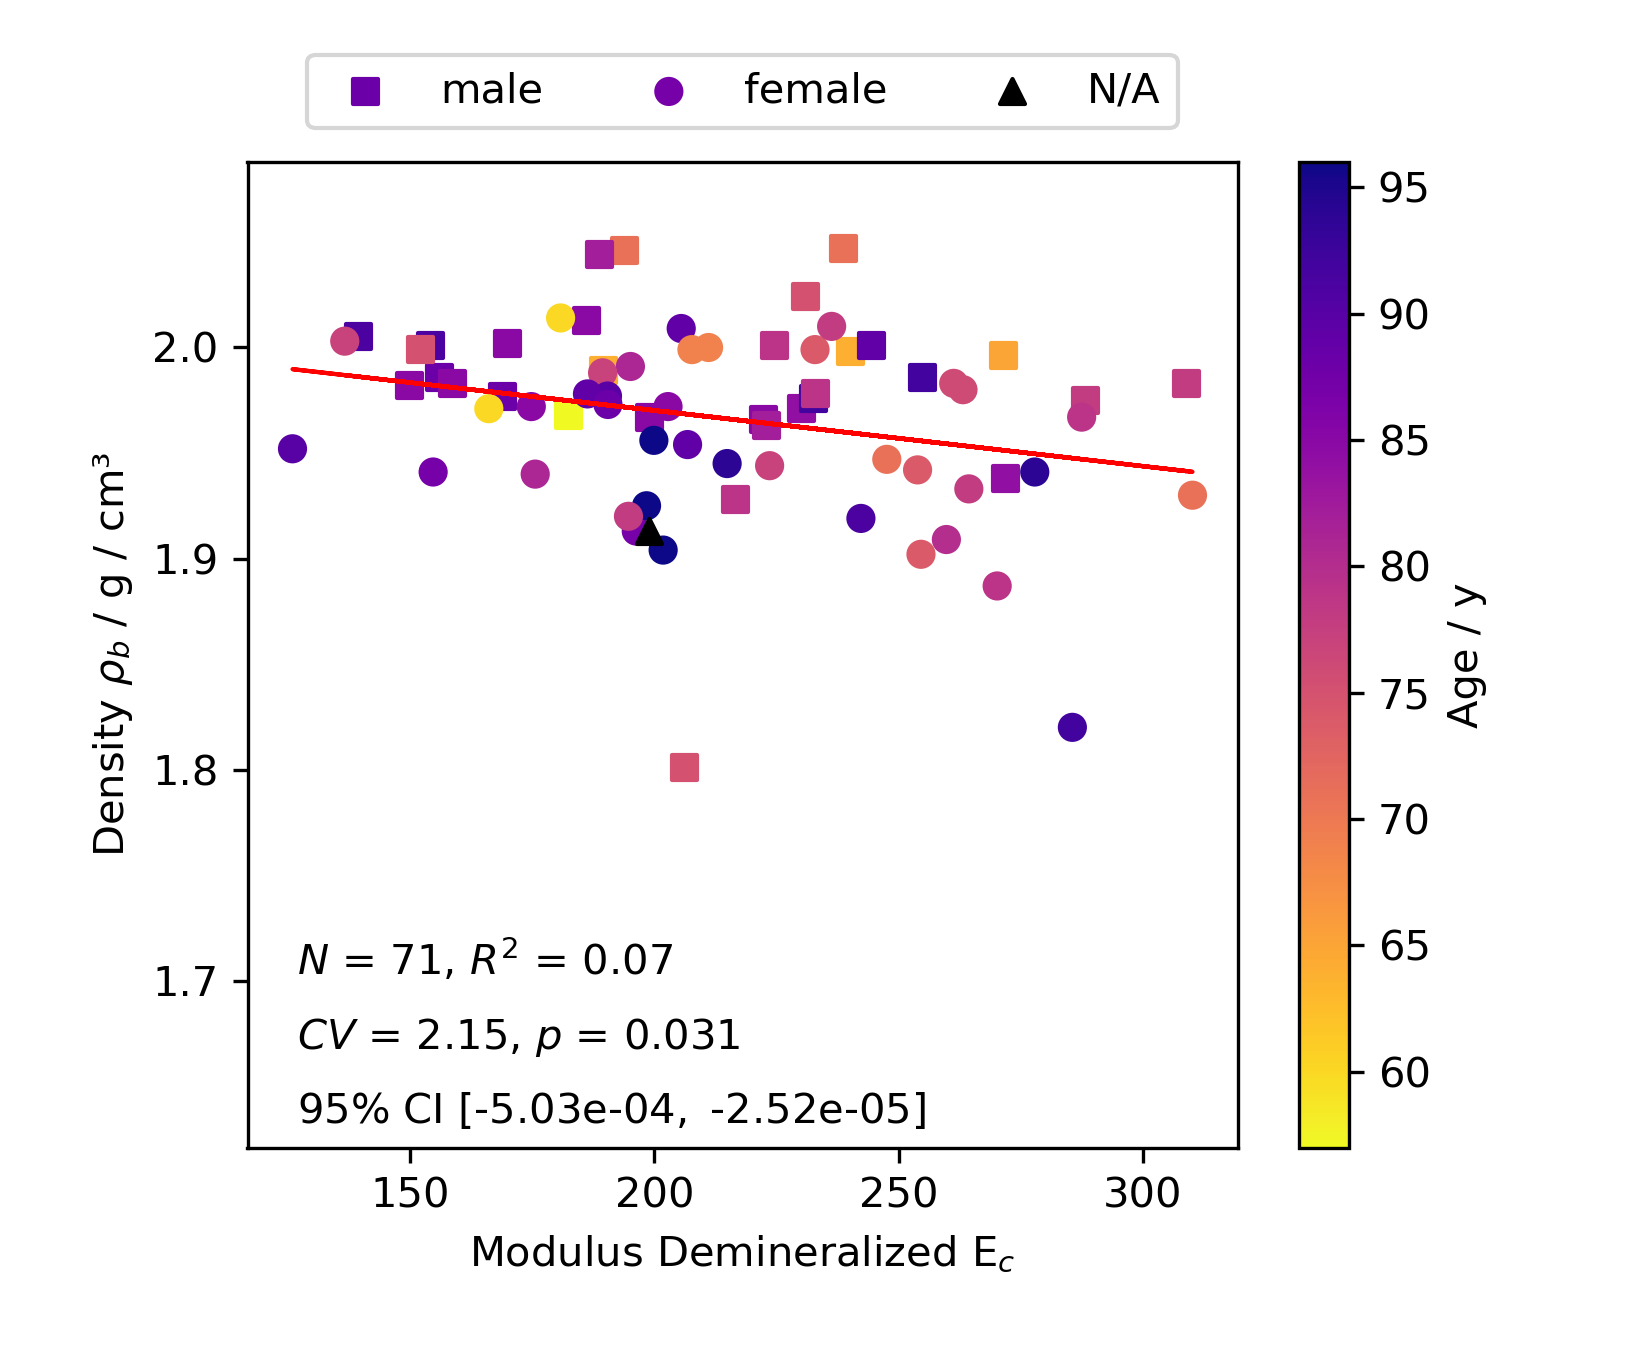 male female N/A
2.0
1.9
1.8
1.7
Density ρb / g / cm³
N = 71, R² = 0.07
CV = 2.15, p = 0.031
95% CI [-5.03e-04, -2.52e-05]
150 200 250 300
Modulus Demineralized Ec
95
90
85
80
75
70
65
60
Age / y